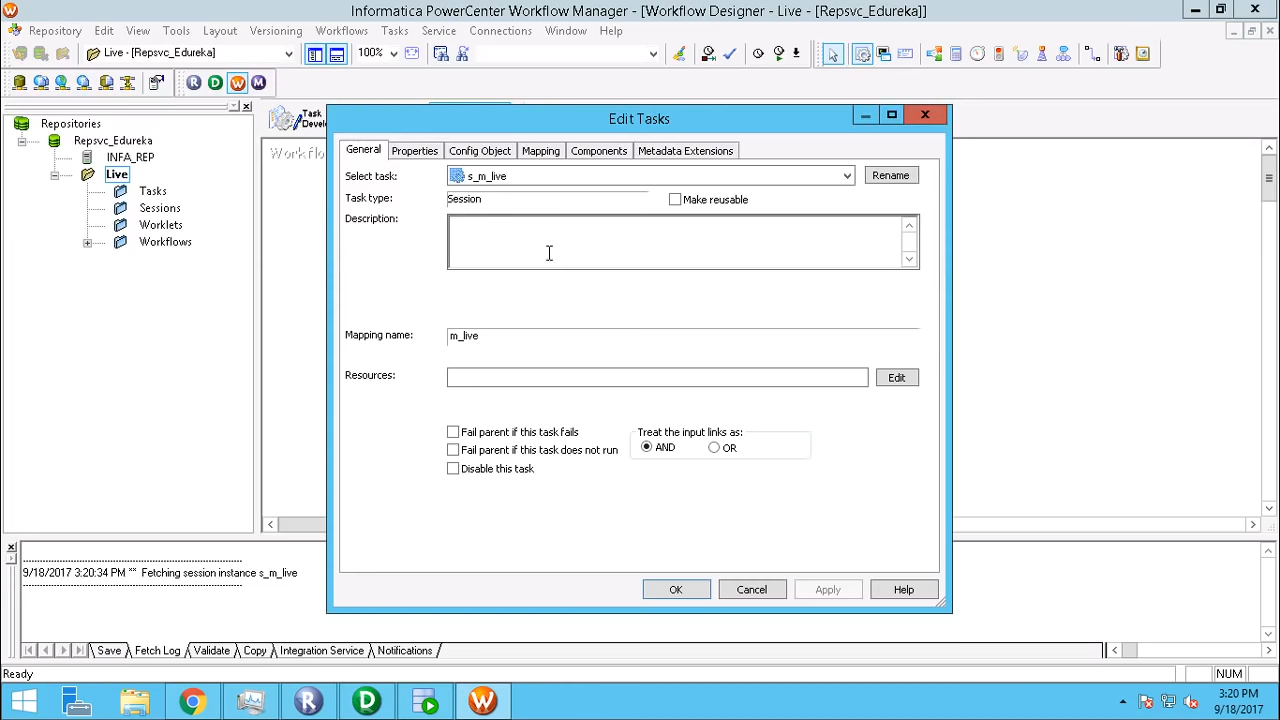 Informatica PowerCenter Workflow Manager - [Workflow Designer - Live - [Repsvc_Edureka]]
Repository Edit View Tools Layout Versioning Workflows Tasks Service Connections Window Help
Live - [Repsvc_Edureka] 100%
R D W M
Repositories
Repsvc_Edureka
INFA_REP
Live
Tasks
Sessions
Worklets
Workflows
Task
Develo
Workfl
Edit Tasks
General Properties Config Object Mapping Components Metadata Extensions
Select task: s_m_live Rename
Task type: Session Make reusable
Description:
Mapping name: m_live
Resources: Edit
Fail parent if this task fails
Fail parent if this task does not run
Disable this task
Treat the input links as:
AND OR
OK Cancel Apply Help
9/18/2017 3:20:34 PM ** Fetching session instance s_m_live
Save Fetch Log Validate Copy Integration Service Notifications
Ready NUM
R D W
3:20 PM
9/18/2017